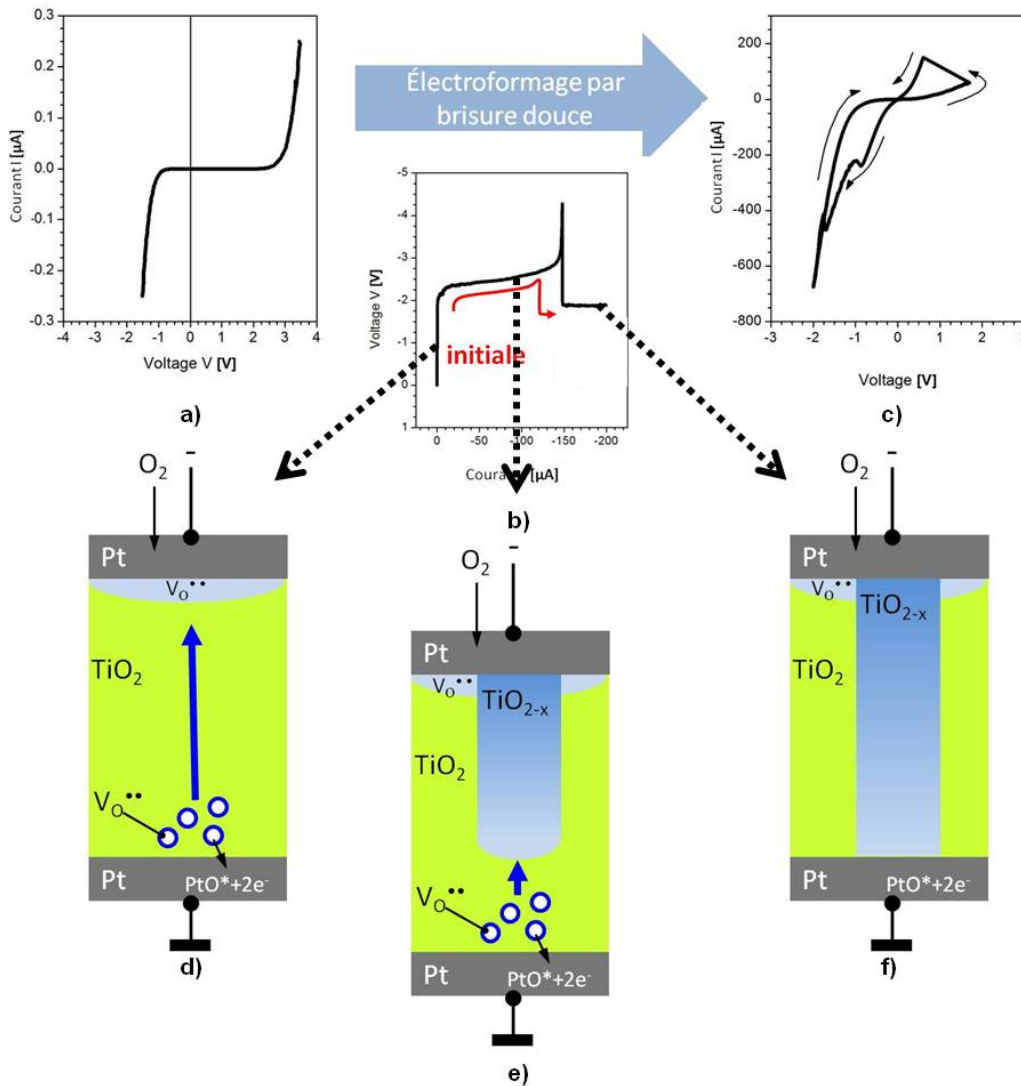 0.3
0.2
0.1
0.0
-0.1
-0.2
-0.3
Courant I [µA]
-4 -3 -2 -1 0 1 2 3 4
Voltage V [V]
a)
Électroformage par
brisure douce
-5
-4
-3
-2
-1
0
1
Voltage V [V]
initiale
0 -50 -100 -150 -200
Courant [µA]
b)
200
0
-200
-400
-600
-800
Courant I [µA]
-2 -1 0 1 2
Voltage [V]
c)
O2 -
Pt
VO••
TiO2
VO••
Pt PtO*+2e-
d)
O2 -
Pt
VO•• TiO2-x
TiO2
VO••
Pt PtO*+2e-
e)
O2 -
Pt
VO•• TiO2-x
TiO2
Pt PtO*+2e-
f)